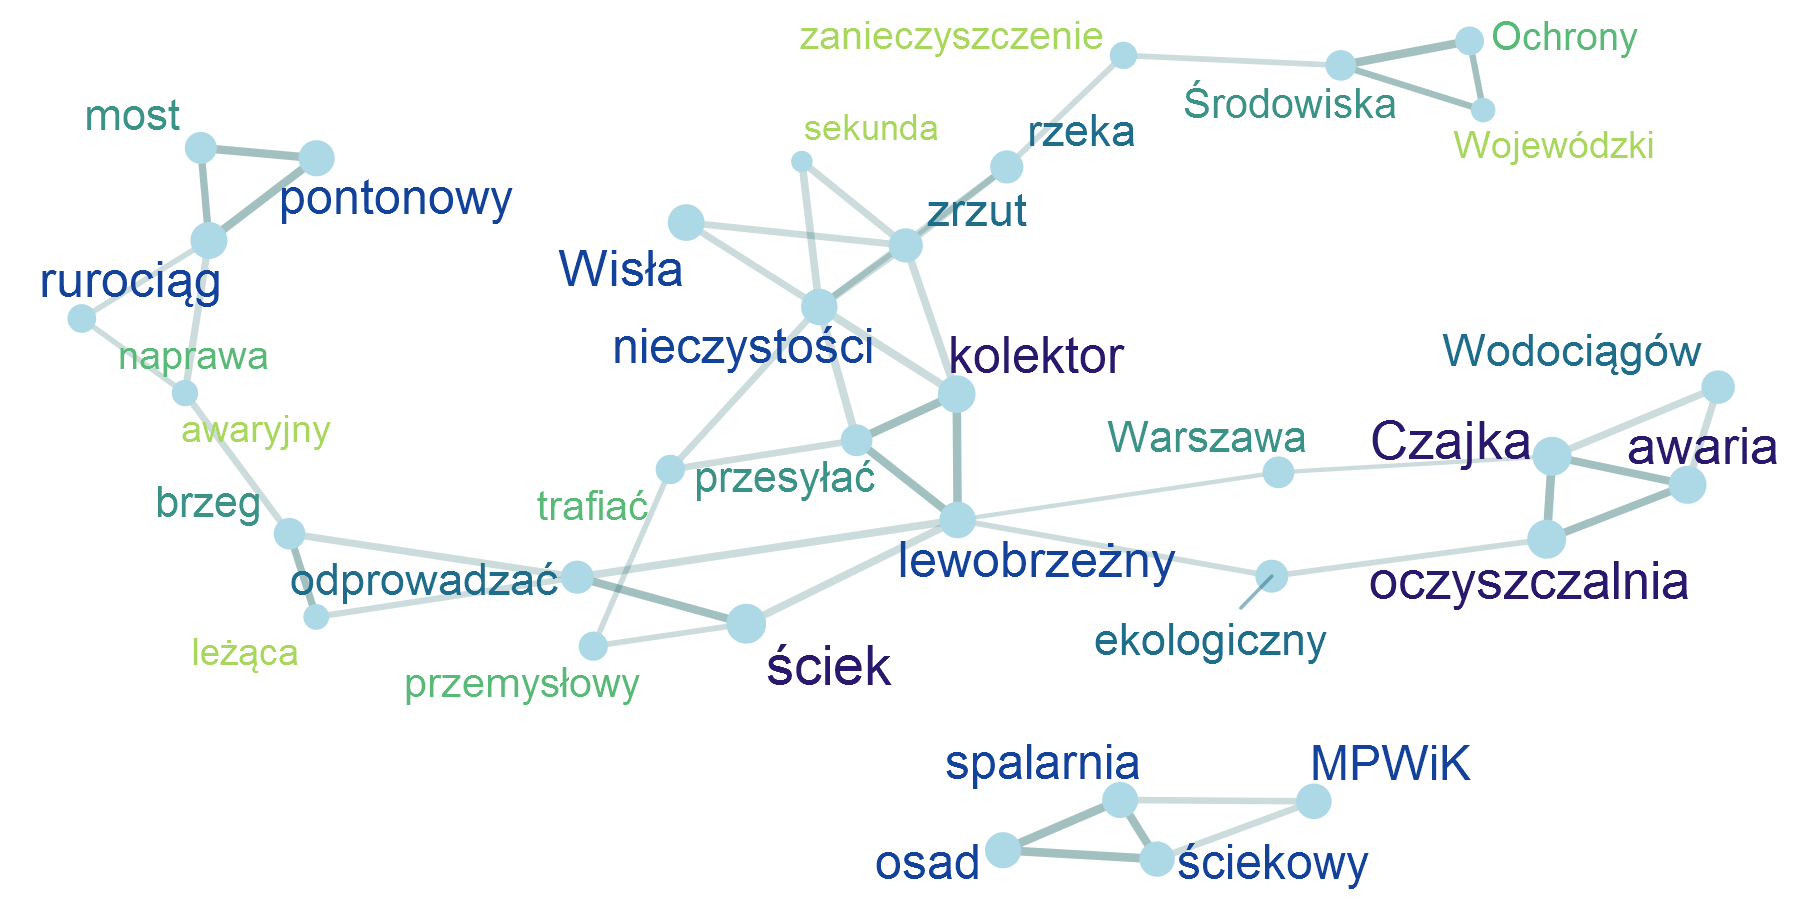 zanieczyszczenie
Ochrony
most
sekunda
rzeka
Środowiska
Wojewódzki
pontonowy
zrzut
rurociąg
Wisła
naprawa
nieczystości
kolektor
Wodociągów
awaryjny
Warszawa
Czajka
awaria
brzeg
trafiać
przesyłać
odprowadzać
lewobrzeżny
oczyszczalnia
leżąca
ekologiczny
przemysłowy
ściek
spalarnia
MPWiK
osad
ściekowy